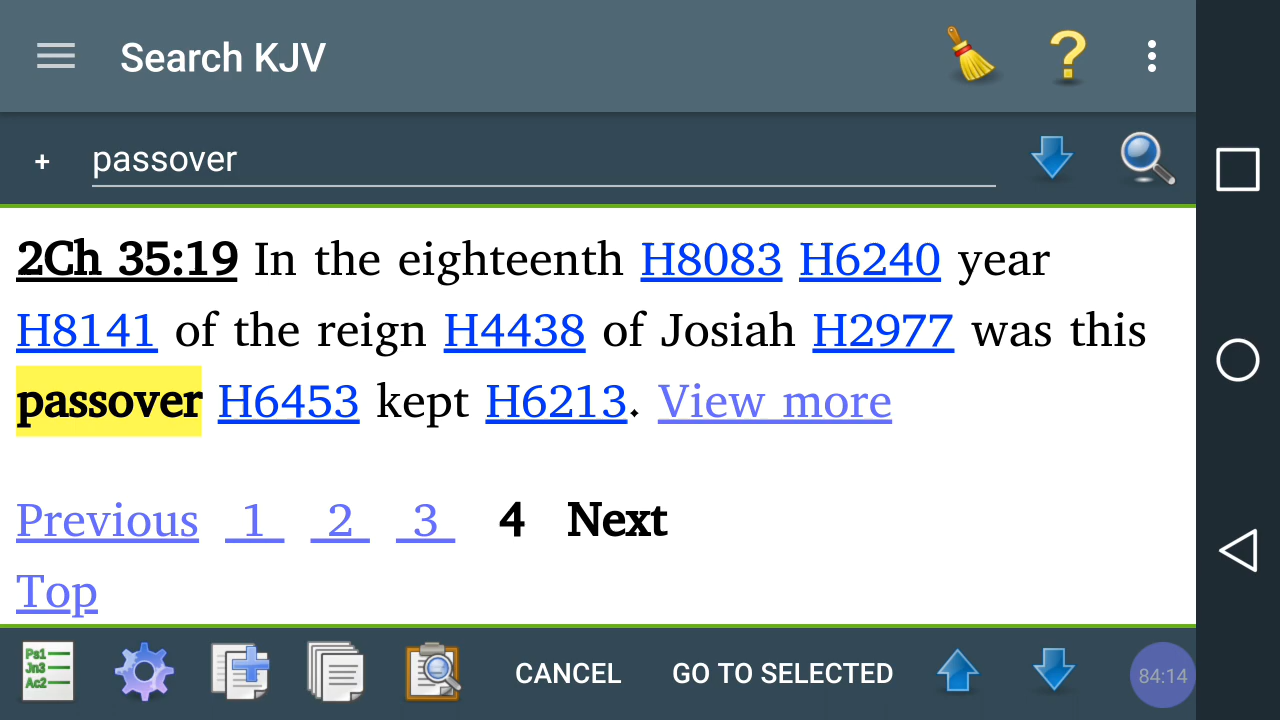 Search KJV
?
+ passover
2Ch 35:19 In the eighteenth H8083 H6240 year
H8141 of the reign H4438 of Josiah H2977 was this
passover H6453 kept H6213. View more
Previous 1 2 3 4 Next
Top
Ps1
Jn3
Ac2
CANCEL GO TO SELECTED 84:14